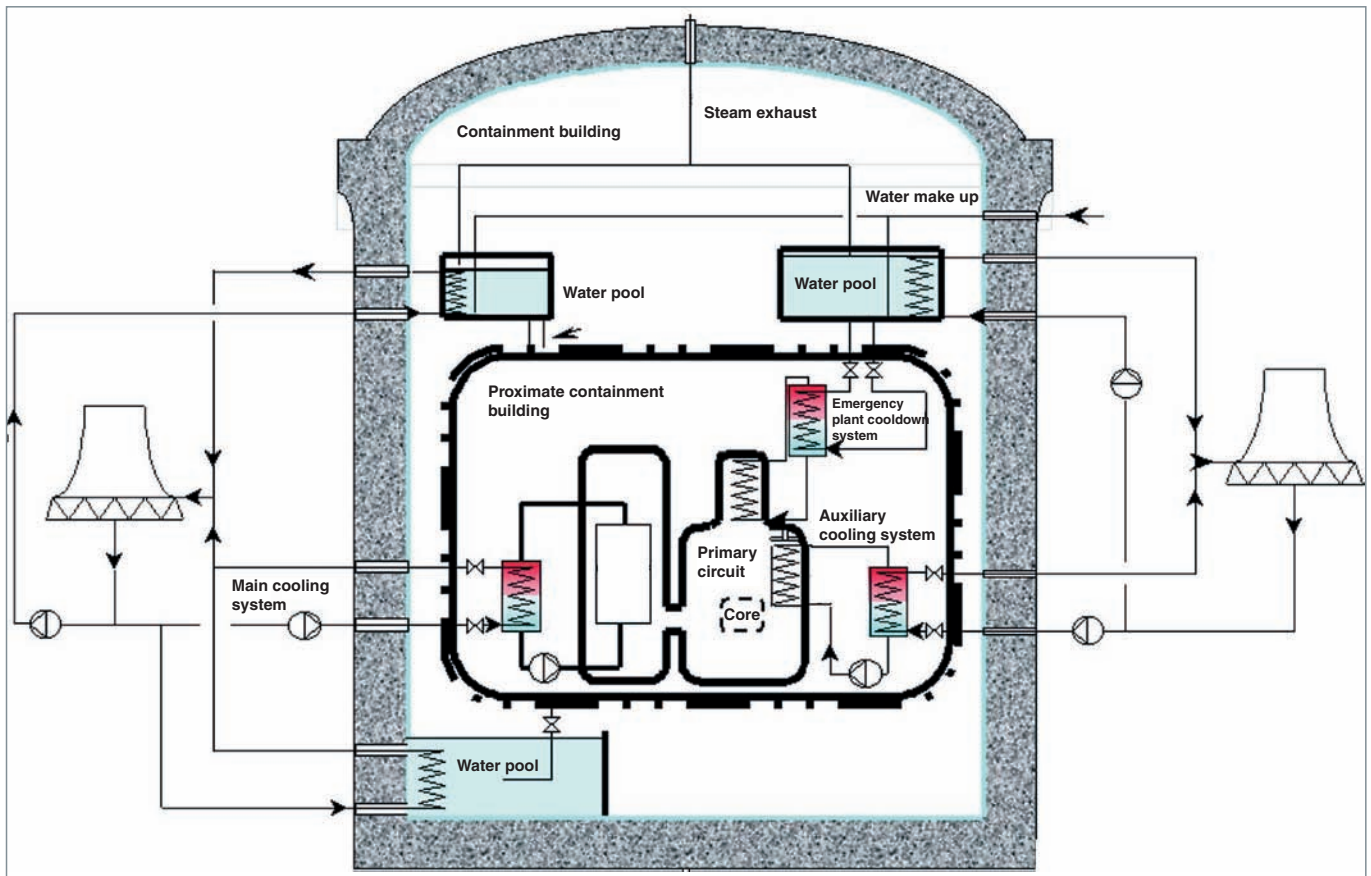 Steam exhaust
Containment building
Water make up
Water pool
Water pool
Proximate containment
building
Emergency
plant cooldown
system
Auxiliary
cooling system
Primary
circuit
Main cooling
system
Core
Water pool